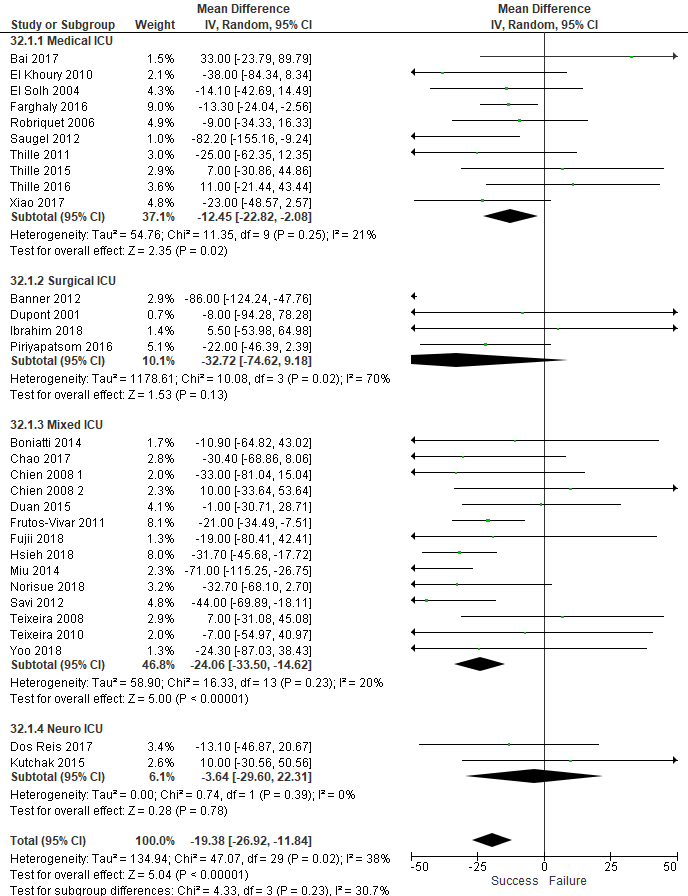 Mean Difference Mean Difference
Study or Subgroup Weight IV, Random, 95% CI IV, Random, 95% CI
32.1.1 Medical ICU
Bai 2017 1.5% 33.00 [-23.79, 89.79]
El Khoury 2010 2.1% -38.00 [-84.34, 8.34]
El Solh 2004 4.3% -14.10 [-42.69, 14.49]
Farghaly 2016 9.0% -13.30 [-24.04, -2.56]
Robriquet 2006 4.9% -9.00 [-34.33, 16.33]
Saugel 2012 1.0% -82.20 [-155.16, -9.24]
Thille 2011 3.0% -25.00 [-62.35, 12.35]
Thille 2015 2.9% 7.00 [-30.86, 44.86]
Thille 2016 3.6% 11.00 [-21.44, 43.44]
Xiao 2017 4.8% -23.00 [-48.57, 2.57]
Subtotal (95% CI) 37.1% -12.45 [-22.82, -2.08]
Heterogeneity: Tau² = 54.76; Chi² = 11.35, df = 9 (P = 0.25); I² = 21%
Test for overall effect: Z = 2.35 (P = 0.02)
32.1.2 Surgical ICU
Banner 2012 2.9% -86.00 [-124.24, -47.76]
Dupont 2001 0.7% -8.00 [-94.28, 78.28]
Ibrahim 2018 1.4% 5.50 [-53.98, 64.98]
Piriyapatsom 2016 5.1% -22.00 [-46.39, 2.39]
Subtotal (95% CI) 10.1% -32.72 [-74.62, 9.18]
Heterogeneity: Tau² = 1178.61; Chi² = 10.08, df = 3 (P = 0.02); I² = 70%
Test for overall effect: Z = 1.53 (P = 0.13)
32.1.3 Mixed ICU
Boniatti 2014 1.7% -10.90 [-64.82, 43.02]
Chao 2017 2.8% -30.40 [-68.86, 8.06]
Chien 2008 1 2.0% -33.00 [-81.04, 15.04]
Chien 2008 2 2.3% 10.00 [-33.64, 53.64]
Duan 2015 4.1% -1.00 [-30.71, 28.71]
Frutos-Vivar 2011 8.1% -21.00 [-34.49, -7.51]
Fujii 2018 1.3% -19.00 [-80.41, 42.41]
Hsieh 2018 8.0% -31.70 [-45.68, -17.72]
Miu 2014 2.3% -71.00 [-115.25, -26.75]
Norisue 2018 3.2% -32.70 [-68.10, 2.70]
Savi 2012 4.8% -44.00 [-69.89, -18.11]
Teixeira 2008 2.9% 7.00 [-31.08, 45.08]
Teixeira 2010 2.0% -7.00 [-54.97, 40.97]
Yoo 2018 1.3% -24.30 [-87.03, 38.43]
Subtotal (95% CI) 46.8% -24.06 [-33.50, -14.62]
Heterogeneity: Tau² = 58.90; Chi² = 16.33, df = 13 (P = 0.23); I² = 20%
Test for overall effect: Z = 5.00 (P < 0.00001)
32.1.4 Neuro ICU
Dos Reis 2017 3.4% -13.10 [-46.87, 20.67]
Kutchak 2015 2.6% 10.00 [-30.56, 50.56]
Subtotal (95% CI) 6.1% -3.64 [-29.60, 22.31]
Heterogeneity: Tau² = 0.00; Chi² = 0.74, df = 1 (P = 0.39); I² = 0%
Test for overall effect: Z = 0.28 (P = 0.78)
Total (95% CI) 100.0% -19.38 [-26.92, -11.84]
Heterogeneity: Tau² = 134.94; Chi² = 47.07, df = 29 (P = 0.02); I² = 38%
-50 -25 0 25 50
Test for overall effect: Z = 5.04 (P < 0.00001)
Success Failure
Test for subgroup differences: Chi² = 4.33, df = 3 (P = 0.23), I² = 30.7%